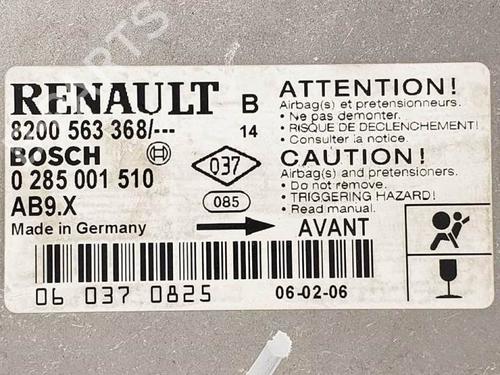 RENAULT B
8200 563 368/--- 14
BOSCH
0 285 001 510
AB9.X
Made in Germany
037
085
AVANT
ATTENTION!
Airbag(s) et pretensionneurs.
• Ne pas demonter.
• RISQUE DE DECLENCHEMENT!
• Consulter la notice.
CAUTION!
Airbag(s) and pretensioners.
• Do not remove.
• TRIGGERING HAZARD!
• Read manual.
06 037 0825
06-02-06
PARTS